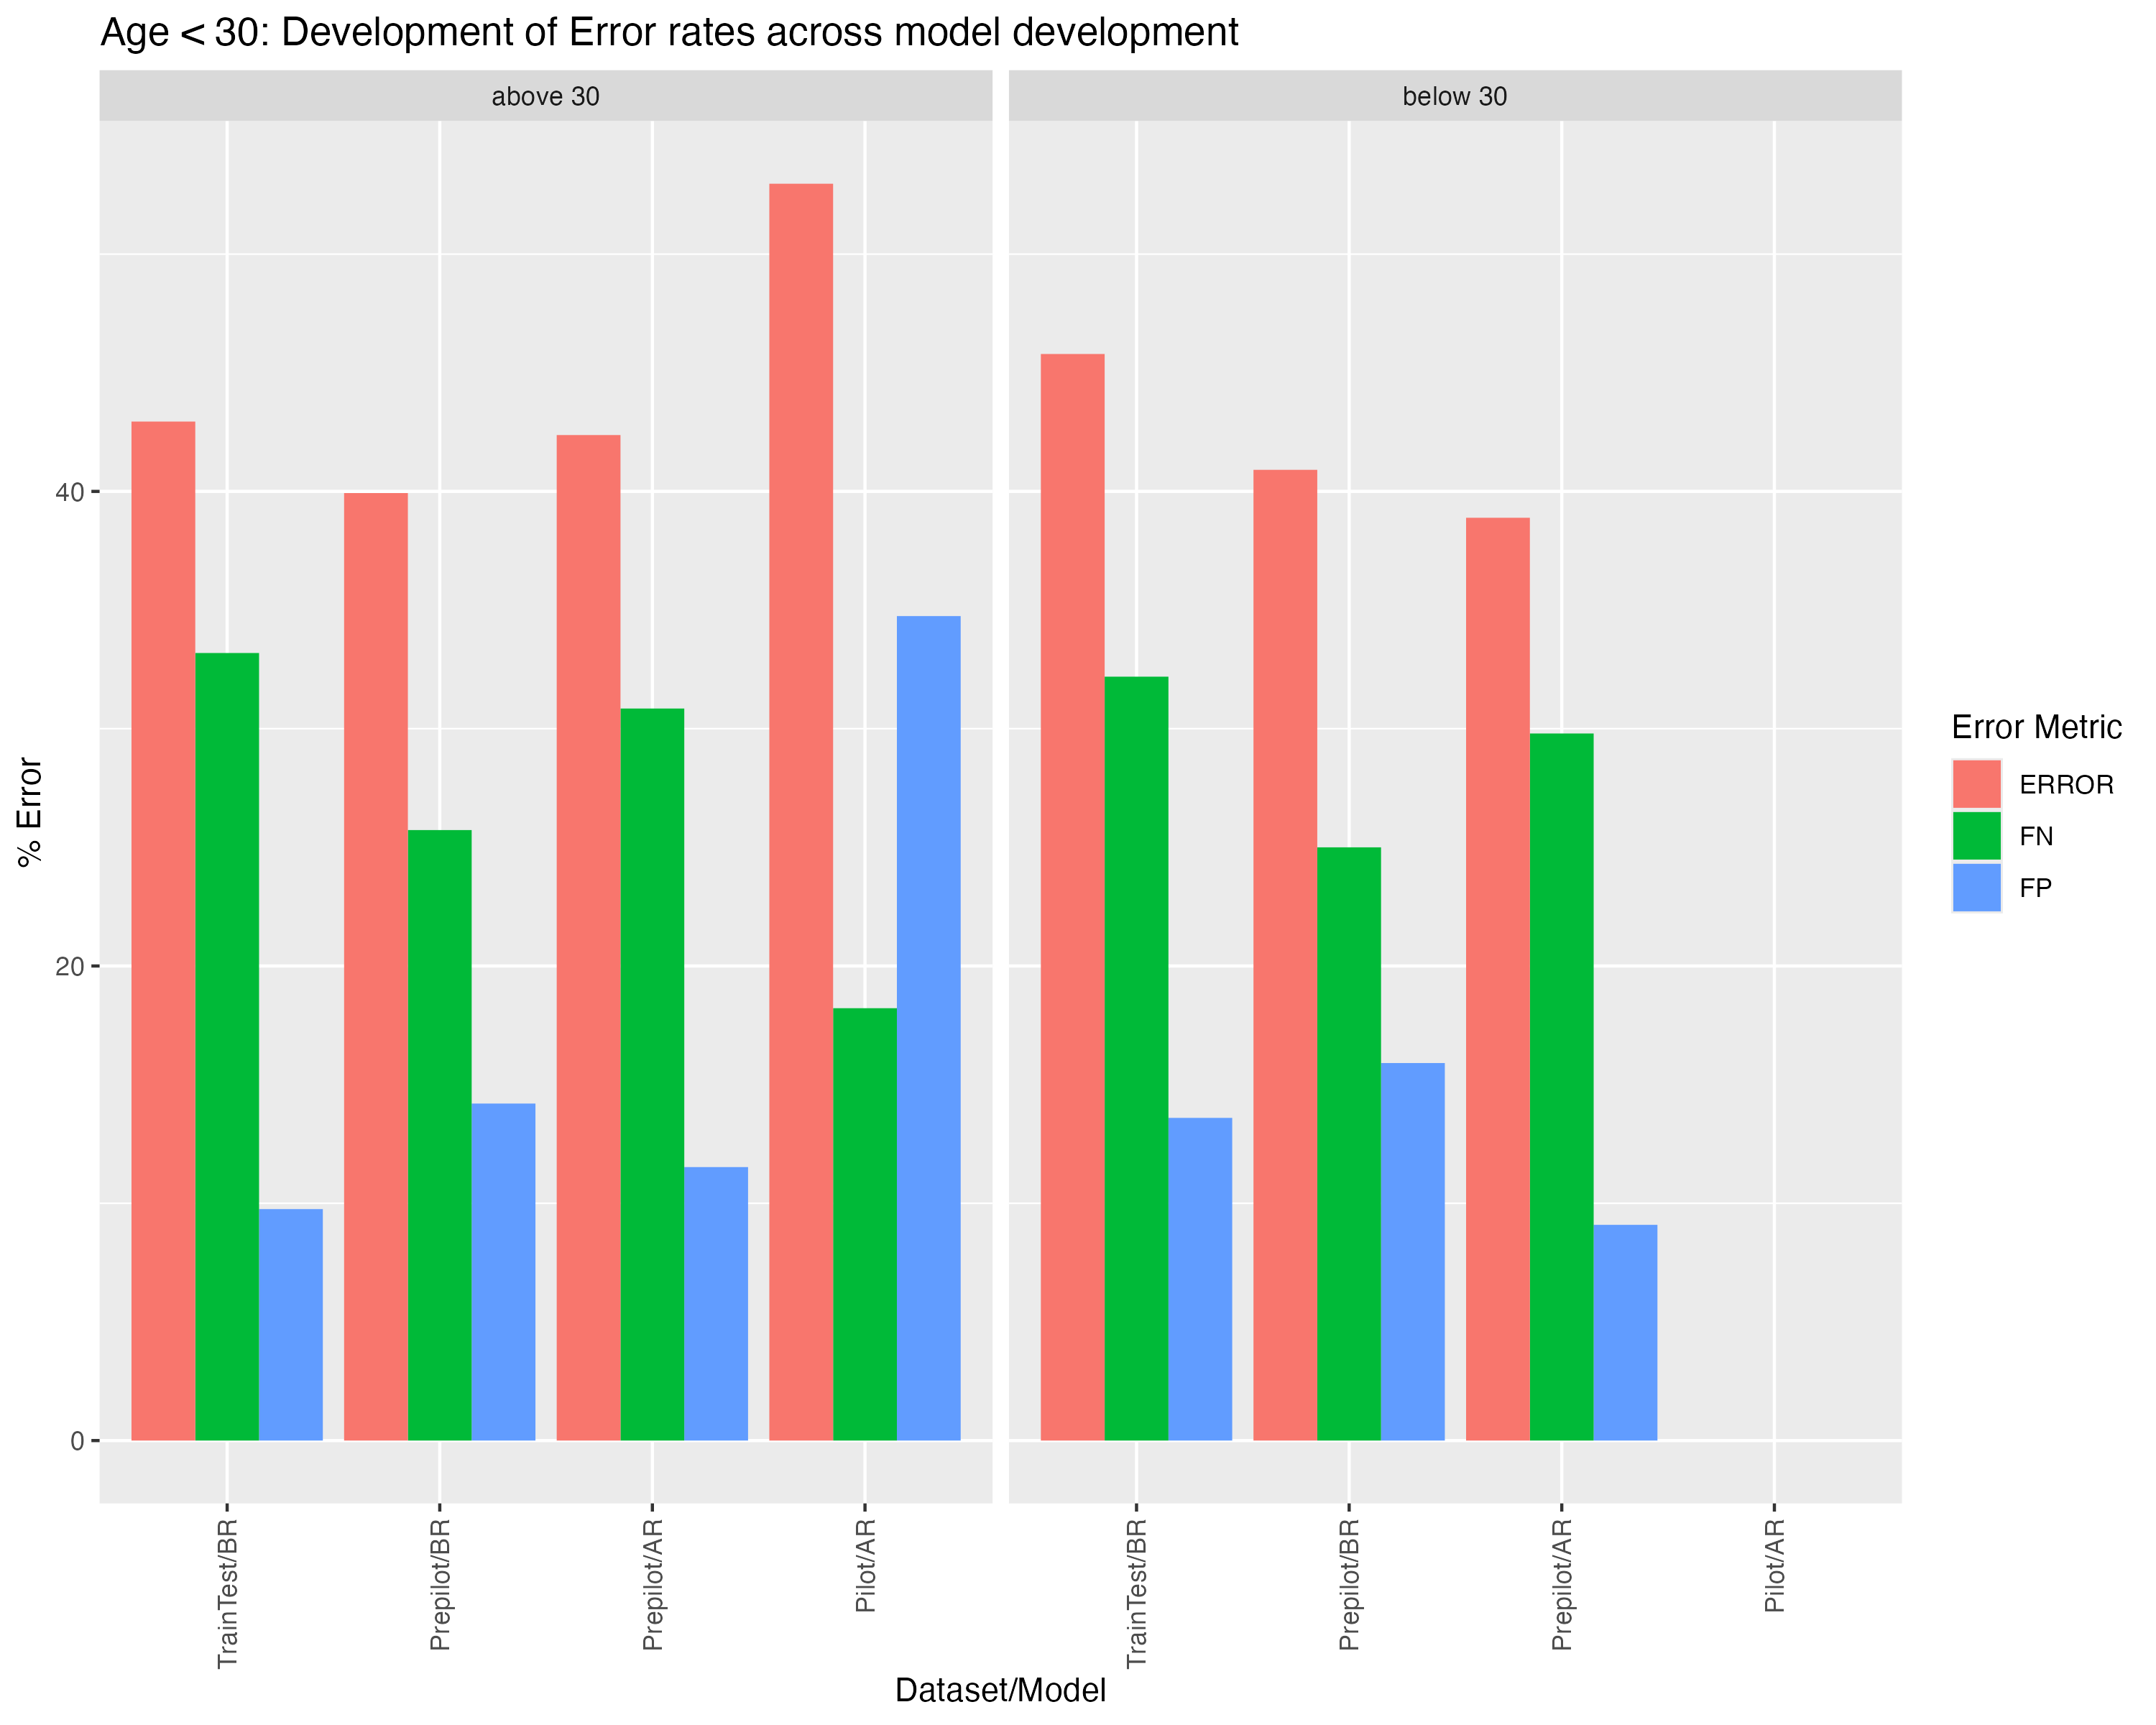 Age < 30: Development of Error rates across model development
above 30
below 30
% Error
40
20
0
TrainTest/BR
Prepilot/BR
Prepilot/AR
Pilot/AR
TrainTest/BR
Prepilot/BR
Prepilot/AR
Pilot/AR
Dataset/Model
Error Metric
ERROR
FN
FP